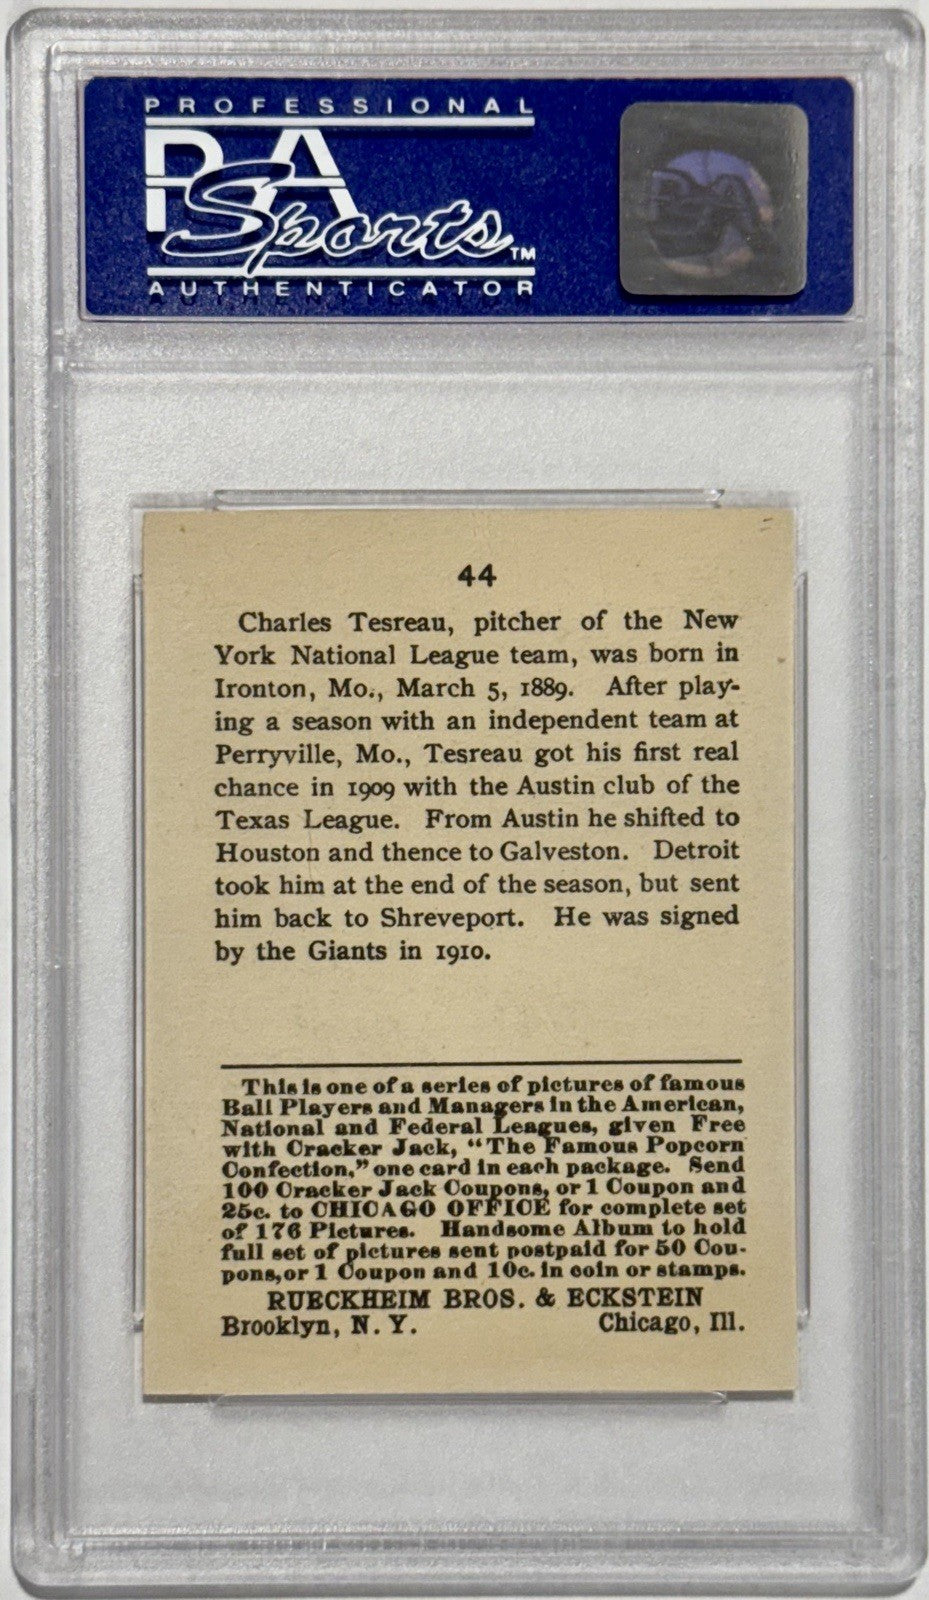 PROFESSIONAL
PSA Sports™
AUTHENTICATOR
44
Charles Tesreau, pitcher of the New
York National League team, was born in
Ironton, Mo., March 5, 1889. After play-
ing a season with an independent team at
Perryville, Mo., Tesreau got his first real
chance in 1909 with the Austin club of the
Texas League. From Austin he shifted to
Houston and thence to Galveston. Detroit
took him at the end of the season, but sent
him back to Shreveport. He was signed
by the Giants in 1910.
This is one of a series of pictures of famous
Ball Players and Managers in the American,
National and Federal Leagues, given Free
with Cracker Jack, “The Famous Popcorn
Confection,” one card in each package. Send
100 Cracker Jack Coupons, or 1 Coupon and
25c. to CHICAGO OFFICE for complete set
of 176 Pictures. Handsome Album to hold
full set of pictures sent postpaid for 50 Cou-
pons, or 1 Coupon and 10c. in coin or stamps.
RUECKHEIM BROS. & ECKSTEIN
Brooklyn, N. Y. Chicago, Ill.